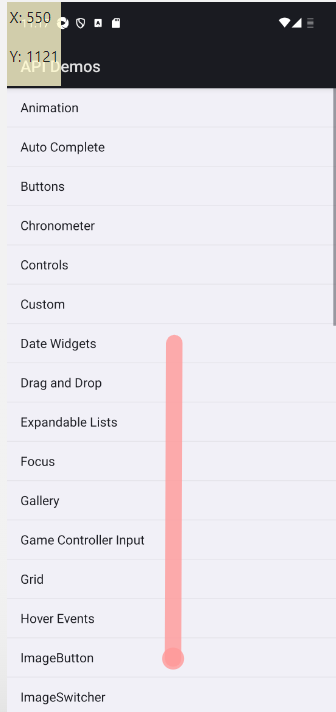 X: 550
Y: 1121
API Demos
Animation
Auto Complete
Buttons
Chronometer
Controls
Custom
Date Widgets
Drag and Drop
Expandable Lists
Focus
Gallery
Game Controller Input
Grid
Hover Events
ImageButton
ImageSwitcher